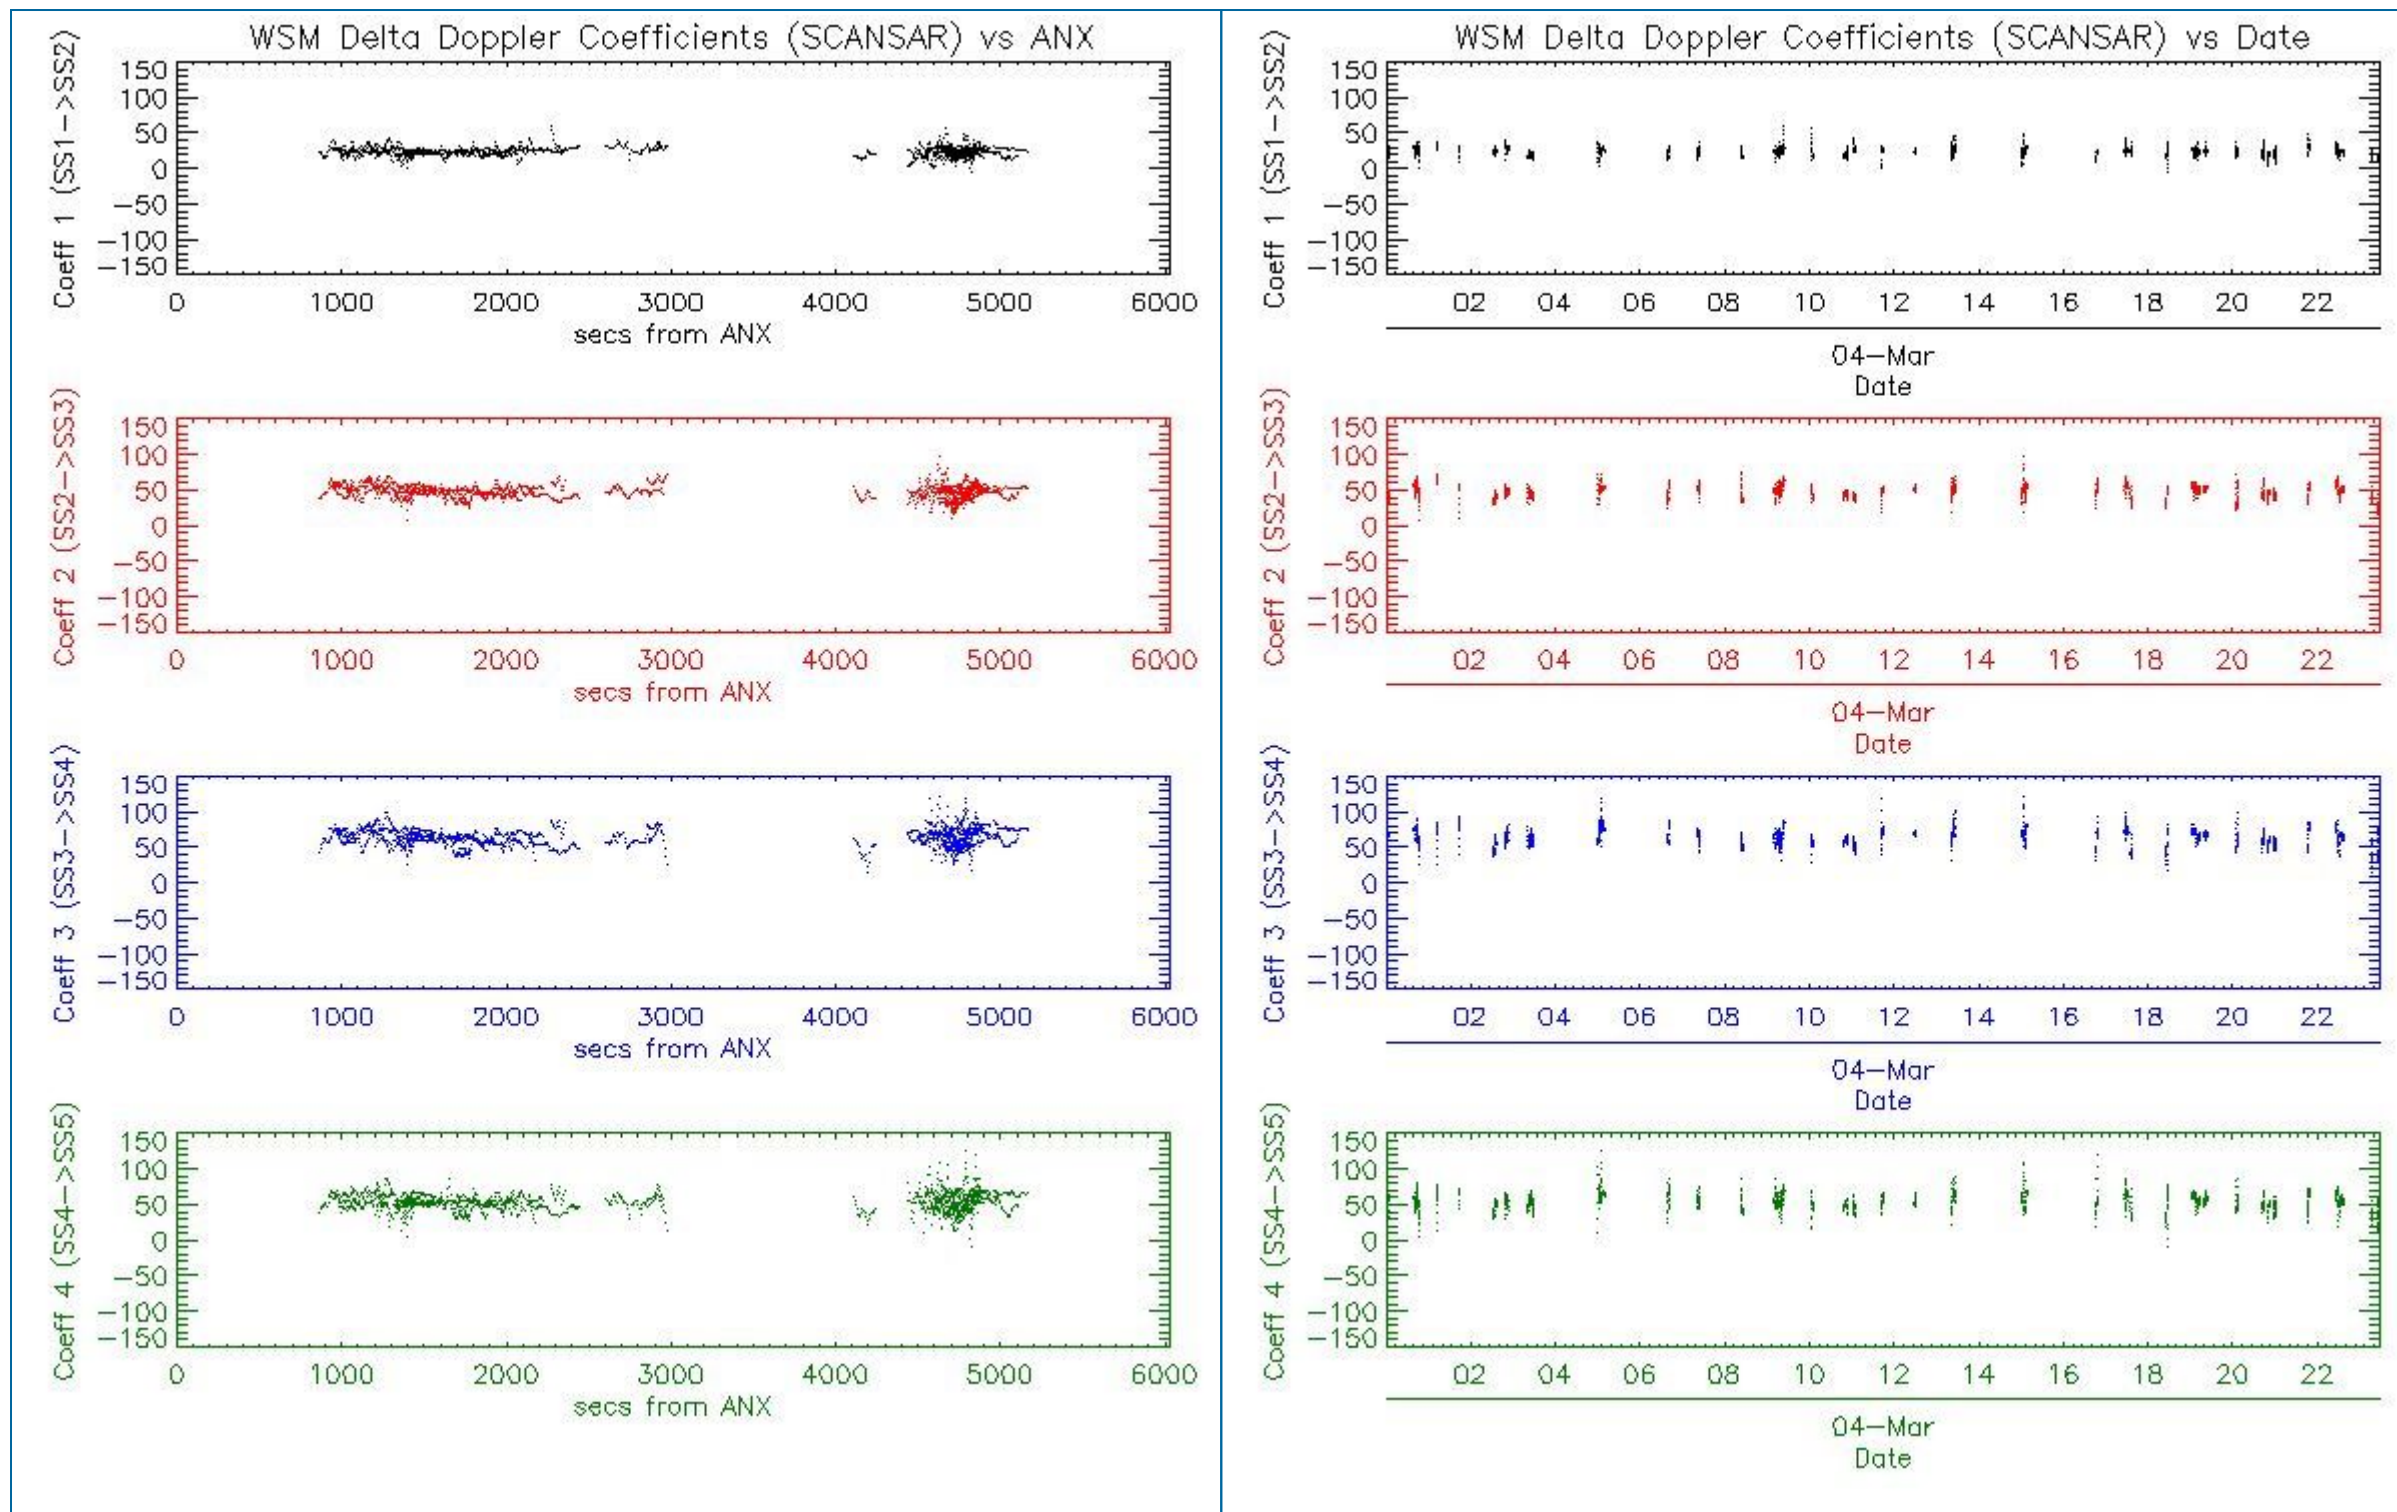 WSM Delta Doppler Coefficients (SCANSAR) vs ANX
Coeff 1 (SS1->SS2)
150
100
50
0
-50
-100
-150
0 1000 2000 3000 4000 5000 6000
secs from ANX
Coeff 2 (SS2->SS3)
150
100
50
0
-50
-100
-150
0 1000 2000 3000 4000 5000 6000
secs from ANX
Coeff 3 (SS3->SS4)
150
100
50
0
-50
-100
-150
0 1000 2000 3000 4000 5000 6000
secs from ANX
Coeff 4 (SS4->SS5)
150
100
50
0
-50
-100
-150
0 1000 2000 3000 4000 5000 6000
secs from ANX
WSM Delta Doppler Coefficients (SCANSAR) vs Date
Coeff 1 (SS1->SS2)
150
100
50
0
-50
-100
-150
02 04 06 08 10 12 14 16 18 20 22
04-Mar
Date
Coeff 2 (SS2->SS3)
150
100
50
0
-50
-100
-150
02 04 06 08 10 12 14 16 18 20 22
04-Mar
Date
Coeff 3 (SS3->SS4)
150
100
50
0
-50
-100
-150
02 04 06 08 10 12 14 16 18 20 22
04-Mar
Date
Coeff 4 (SS4->SS5)
150
100
50
0
-50
-100
-150
02 04 06 08 10 12 14 16 18 20 22
04-Mar
Date